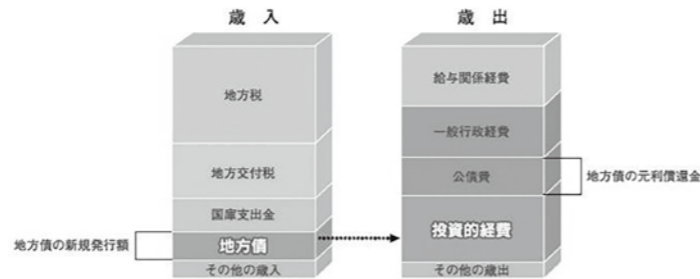 歳 入
地方税
地方交付税
国庫支出金
地方債
その他の歳入
地方債の新規発行額
歳 出
給与関係経費
一般行政経費
公債費
投資的経費
その他の歳出
地方債の元利償還金